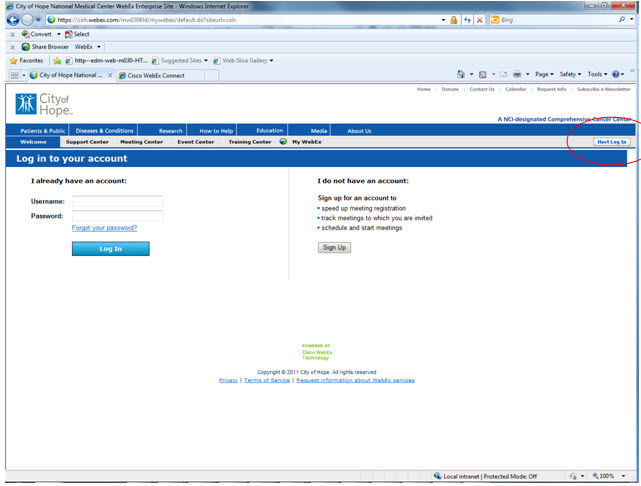 City of Hope National Medical Center WebEx Enterprise Site - Windows Internet Explorer
https://coh.webex.com/mw0306ld/mywebex/default.do?siteurl=coh
Bing
x Convert Select
x Share Browser WebEx
Favorites http--edm-web-m030-HT... Suggested Sites Web Slice Gallery
City of Hope National ... X Cisco WebEx Connect
Page Safety Tools
Home Donate Contact Us Calendar Request Info Subscribe e-Newsletter
City of Hope
A NCI-designated Comprehensive Cancer Center
Patients & Public Diseases & Conditions Research How to Help Education Media About Us
Welcome Support Center Meeting Center Event Center Training Center My WebEx Host Log In
Log in to your account
I already have an account:
Username:
Password:
Forgot your password?
Log In
I do not have an account:
Sign up for an account to
• speed up meeting registration
• track meetings to which you are invited
• schedule and start meetings
Sign Up
POWERED BY
Cisco WebEx
Technology
Copyright © 2011 City of Hope. All rights reserved
Privacy | Terms of Service | Request information about WebEx services
Local intranet | Protected Mode: Off 100%